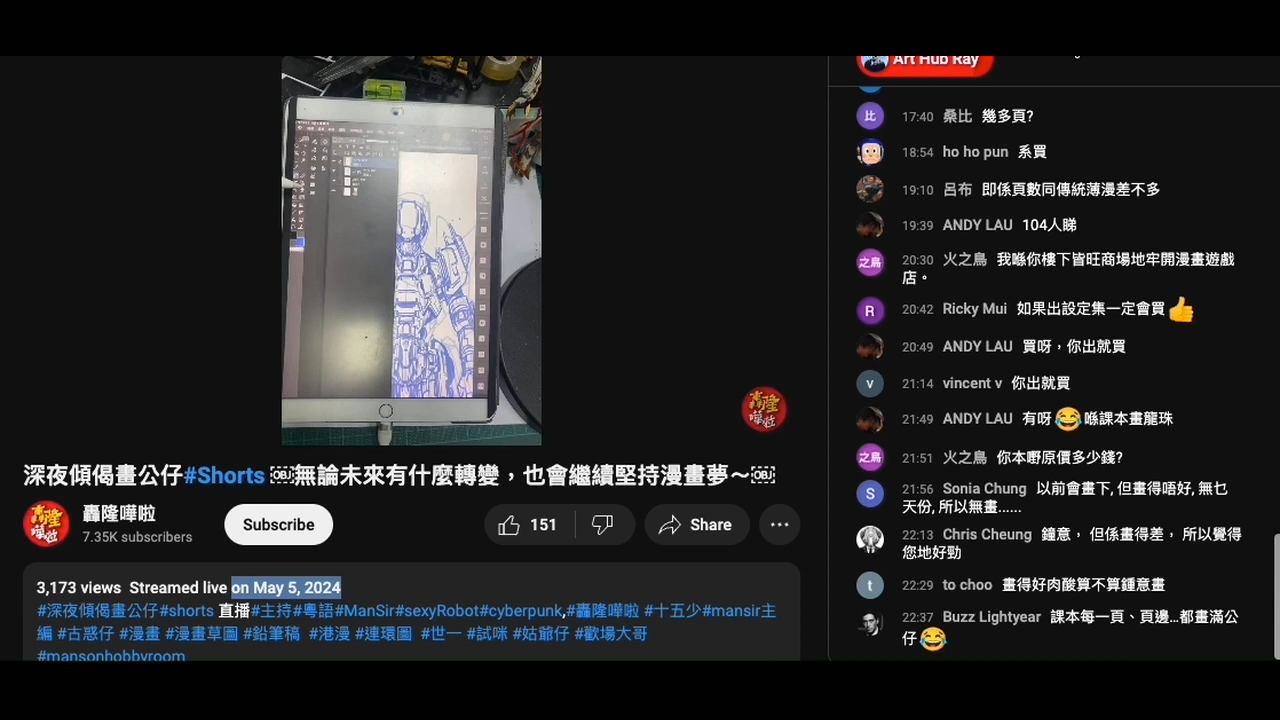 深夜傾偈畫公仔#Shorts ￼無論未來有什麼轉變，也會繼續堅持漫畫夢～￼
轟隆嘩啦
7.35K subscribers
Subscribe
151
Share
3,173 views Streamed live on May 5, 2024
#深夜傾偈畫公仔#shorts 直播#主持#粵語#ManSir#sexyRobot#cyberpunk,#轟隆嘩啦 #十五少#mansir主
編 #古惑仔 #漫畫 #漫畫草圖 #鉛筆稿 #港漫 #連環圖 #世一 #試咪 #姑爺仔 #歡場大哥
#mansonhobbyroom
Art Hub Ray
比 17:40 桑比 幾多頁?
18:54 ho ho pun 系買
19:10 呂布 即係頁數同傳統薄漫差不多
19:39 ANDY LAU 104人睇
之鳥 20:30 火之鳥 我喺你樓下皆旺商場地牢開漫畫遊戲
店。
R 20:42 Ricky Mui 如果出設定集一定會買👍
20:49 ANDY LAU 買呀，你出就買
v 21:14 vincent v 你出就買
21:49 ANDY LAU 有呀😂喺課本畫龍珠
之鳥 21:51 火之鳥 你本嘢原價多少錢?
S 21:56 Sonia Chung 以前會畫下, 但畫得唔好, 無乜
天份, 所以無畫......
22:13 Chris Cheung 鐘意， 但係畫得差， 所以覺得
您地好勁
t 22:29 to choo 畫得好肉酸算不算鍾意畫
22:37 Buzz Lightyear 課本每一頁、頁邊...都畫滿公
仔😂
轟隆
嘩啦